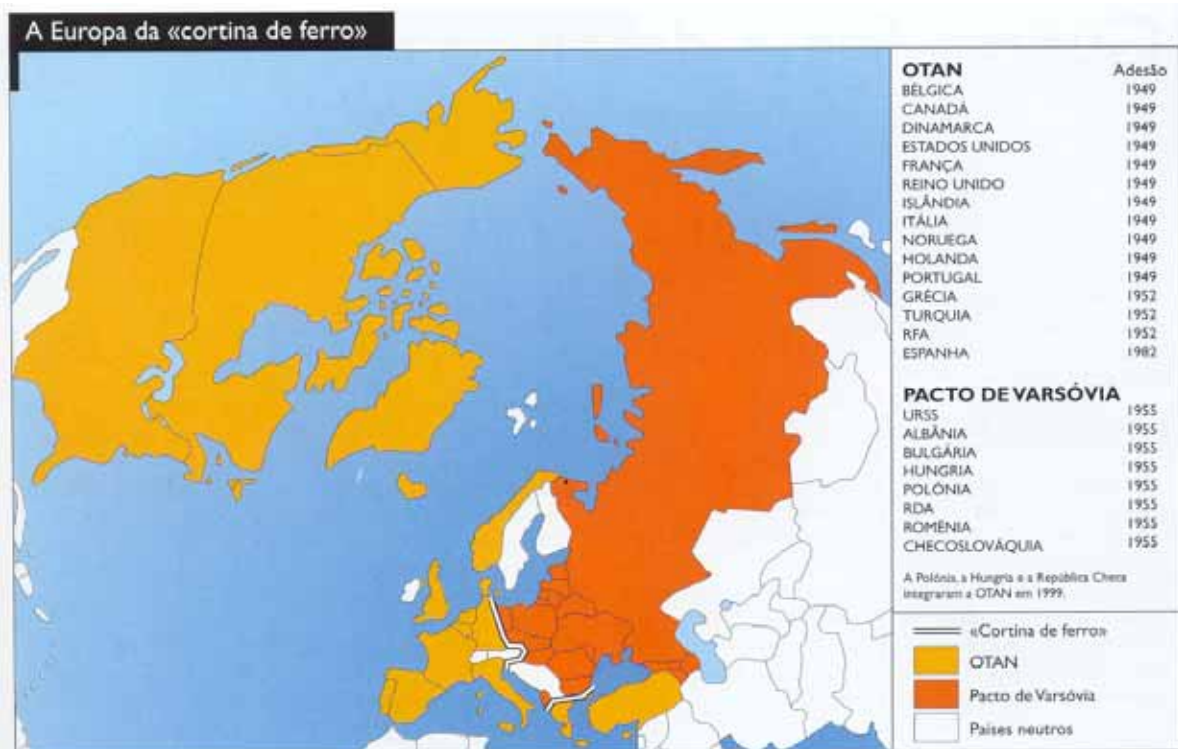 A Europa da «cortina de ferro»
OTAN Adesão
BÉLGICA 1949
CANADÁ 1949
DINAMARCA 1949
ESTADOS UNIDOS 1949
FRANÇA 1949
REINO UNIDO 1949
ISLÂNDIA 1949
ITÁLIA 1949
NORUEGA 1949
HOLANDA 1949
PORTUGAL 1949
GRÉCIA 1952
TURQUIA 1952
RFA 1952
ESPANHA 1982
PACTO DE VARSÓVIA
URSS 1955
ALBÂNIA 1955
BULGÁRIA 1955
HUNGRIA 1955
POLÓNIA 1955
RDA 1955
ROMÉNIA 1955
CHECOSLOVÁQUIA 1955
A Polónia, a Hungria e a República Checa
integraram a OTAN em 1999.
«Cortina de ferro»
OTAN
Pacto de Varsóvia
Países neutros